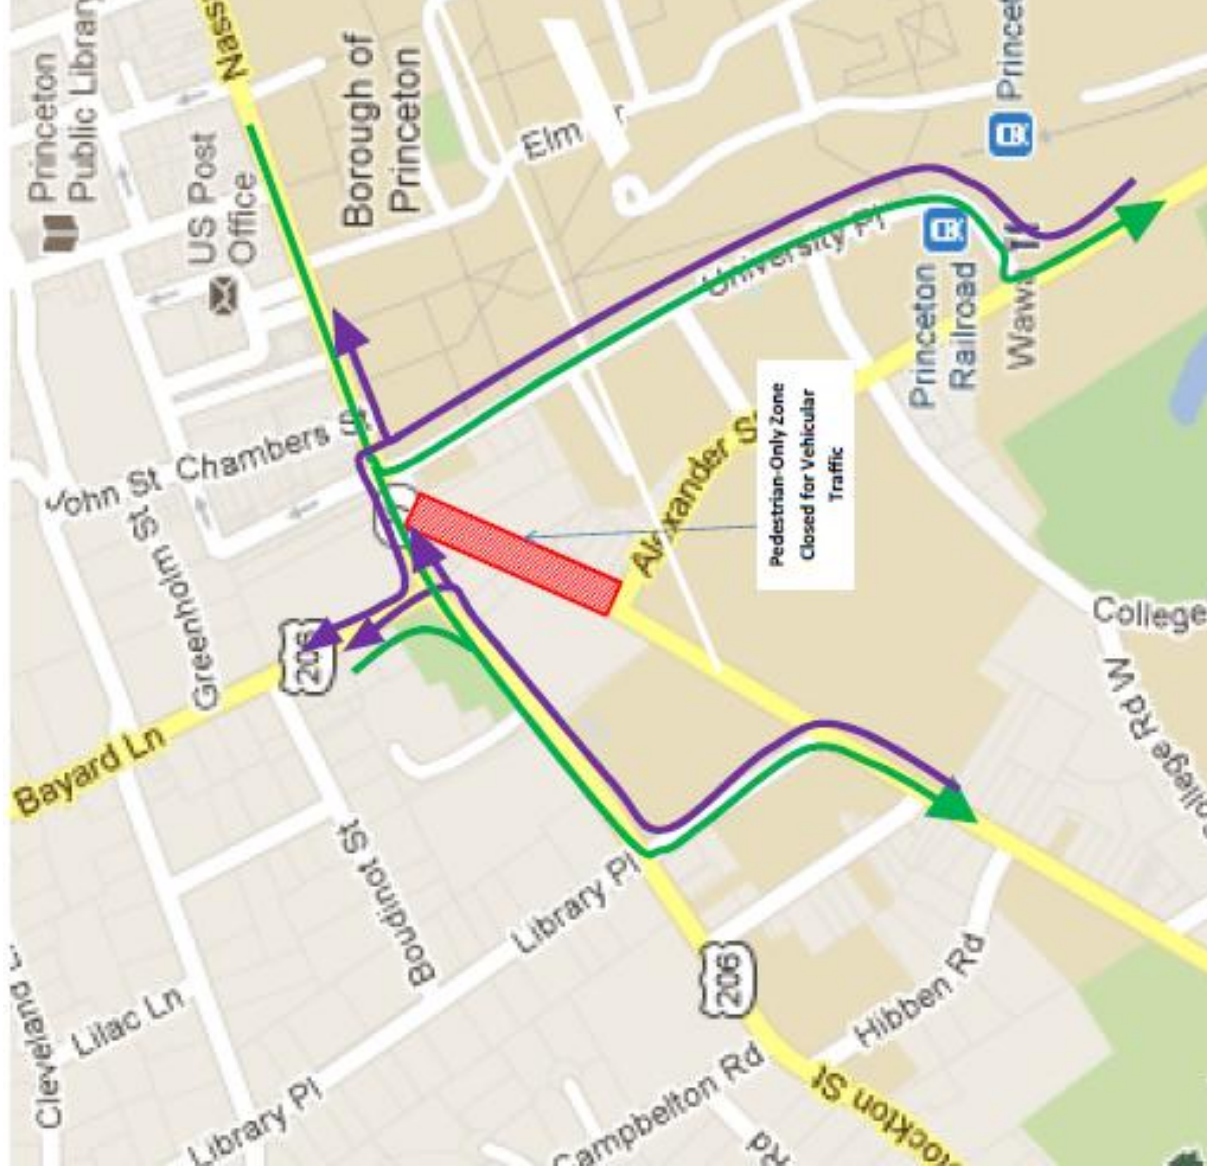 Princeton
Public Library
Nass
US Post
Office
Borough of
Princeton
Elm
Princet
John St
Chambers St
Greenholm St
206
Bayard Ln
University Pl
Princeton
Railroad
Wawa
Pedestrian-Only Zone
Closed for Vehicular
Traffic
Alexander St
College
College Rd W
Boudinot St
Library Pl
206
Hibben Rd
Lilac Ln
Cleveland L
Library Pl
Campbelton Rd
Rd
Stockton St